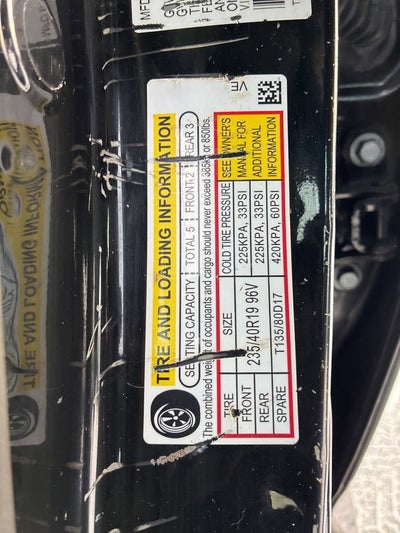 MFD
TIRE AND LOADING INFORMATION
SEATING CAPACITY TOTAL 5 FRONT 2 REAR 3
The combined weight of occupants and cargo should never exceed 385kg or 850lbs.
TIRE SIZE COLD TIRE PRESSURE SEE OWNER'S
FRONT 235/40R19 96V 225KPA, 33PSI MANUAL FOR
REAR 225KPA, 33PSI ADDITIONAL
SPARE T135/80D17 420KPA, 60PSI INFORMATION
VE